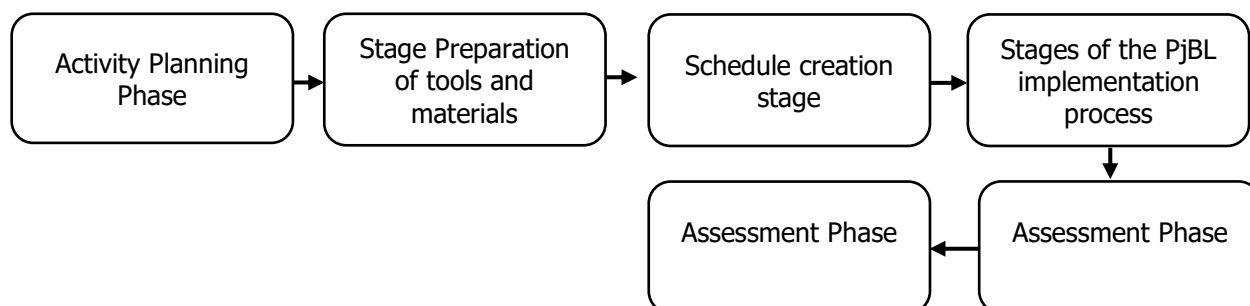 Activity Planning
Phase
Stage Preparation
of tools and
materials
Schedule creation
stage
Stages of the PjBL
implementation
process
Assessment Phase
Assessment Phase